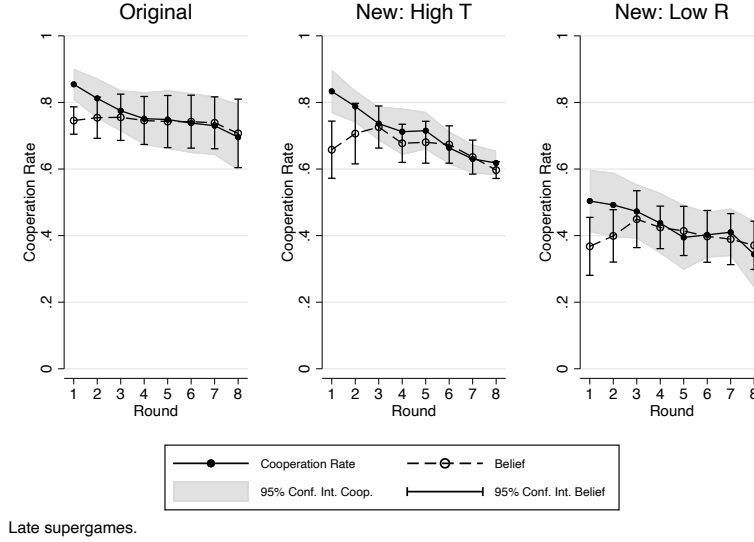 Original
New: High T
New: Low R
Cooperation Rate
0 .2 .4 .6 .8 1
1 2 3 4 5 6 7 8
Round
Cooperation Rate
0 .2 .4 .6 .8 1
1 2 3 4 5 6 7 8
Round
Cooperation Rate
0 .2 .4 .6 .8 1
1 2 3 4 5 6 7 8
Round
Cooperation Rate
Belief
95% Conf. Int. Coop.
95% Conf. Int. Belief
Late supergames.